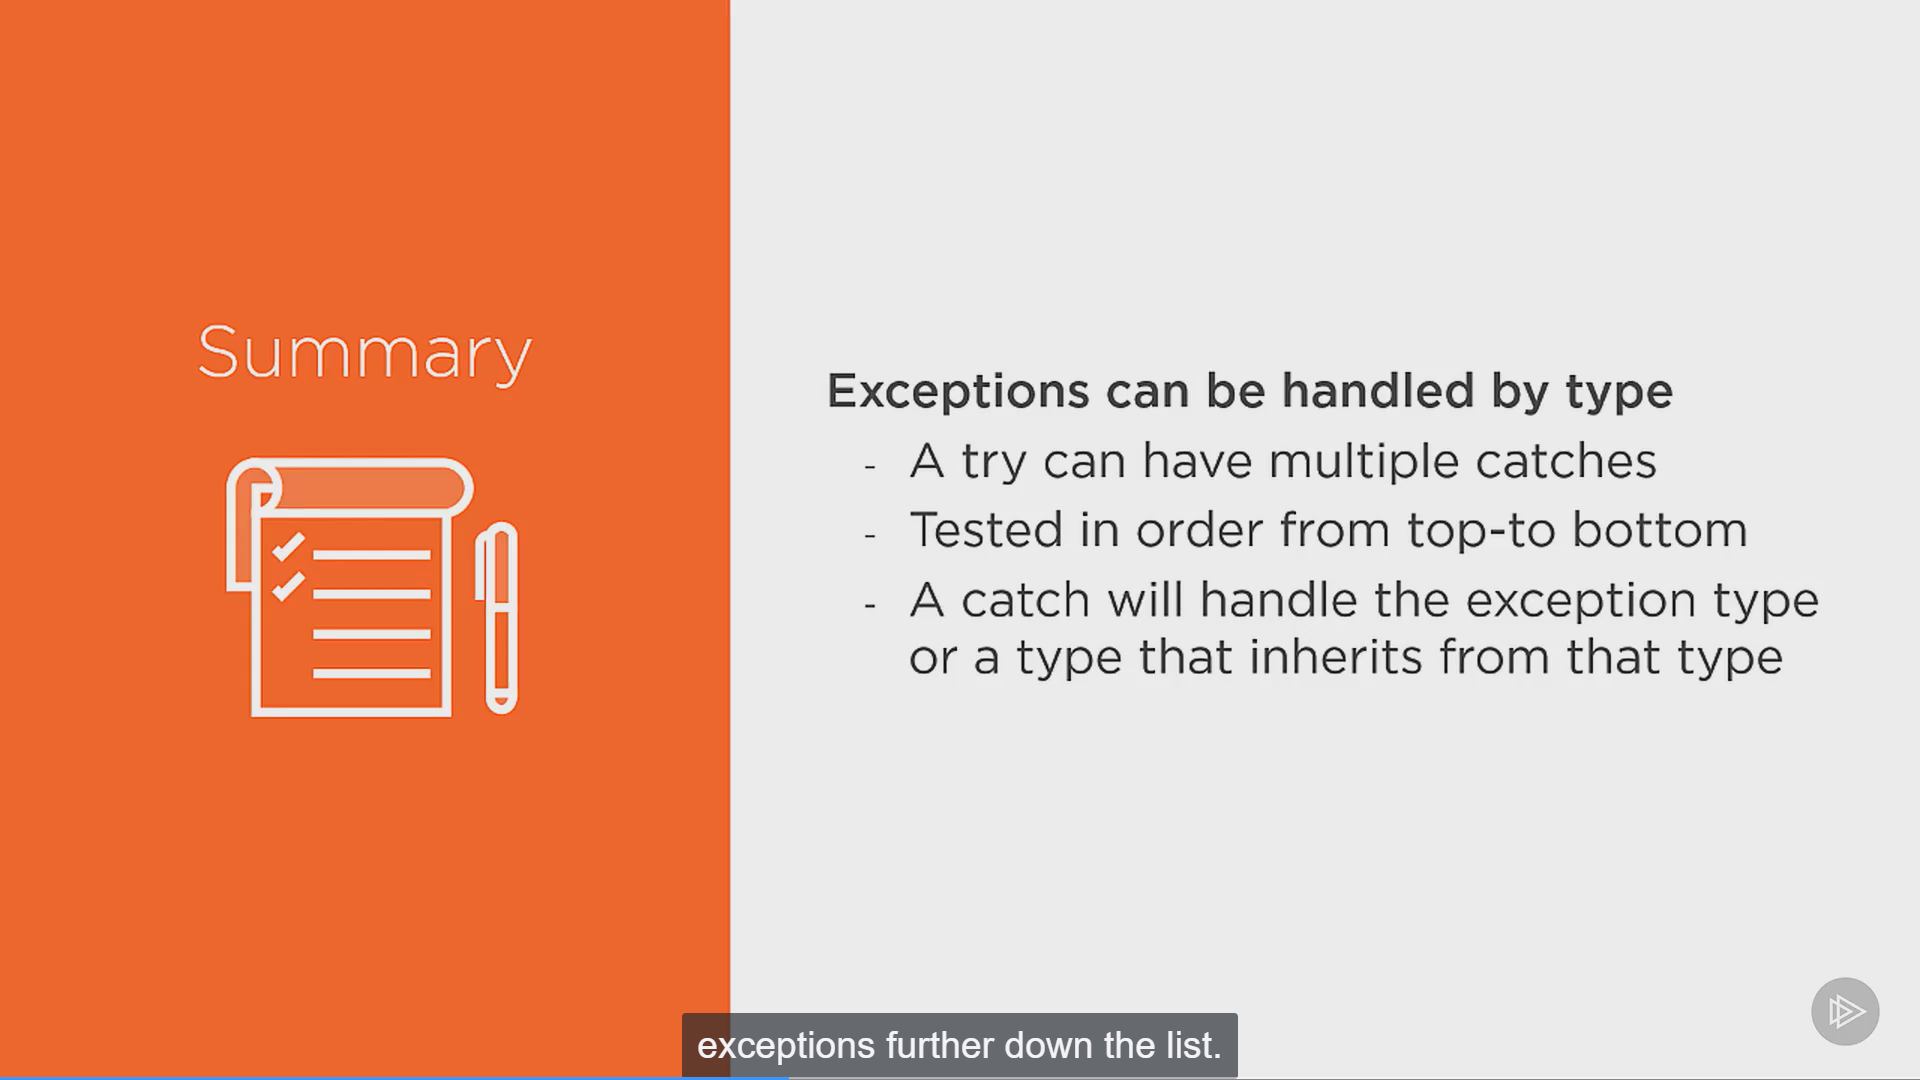 Summary
Exceptions can be handled by type
- A try can have multiple catches
- Tested in order from top-to bottom
- A catch will handle the exception type
or a type that inherits from that type
exceptions further down the list.